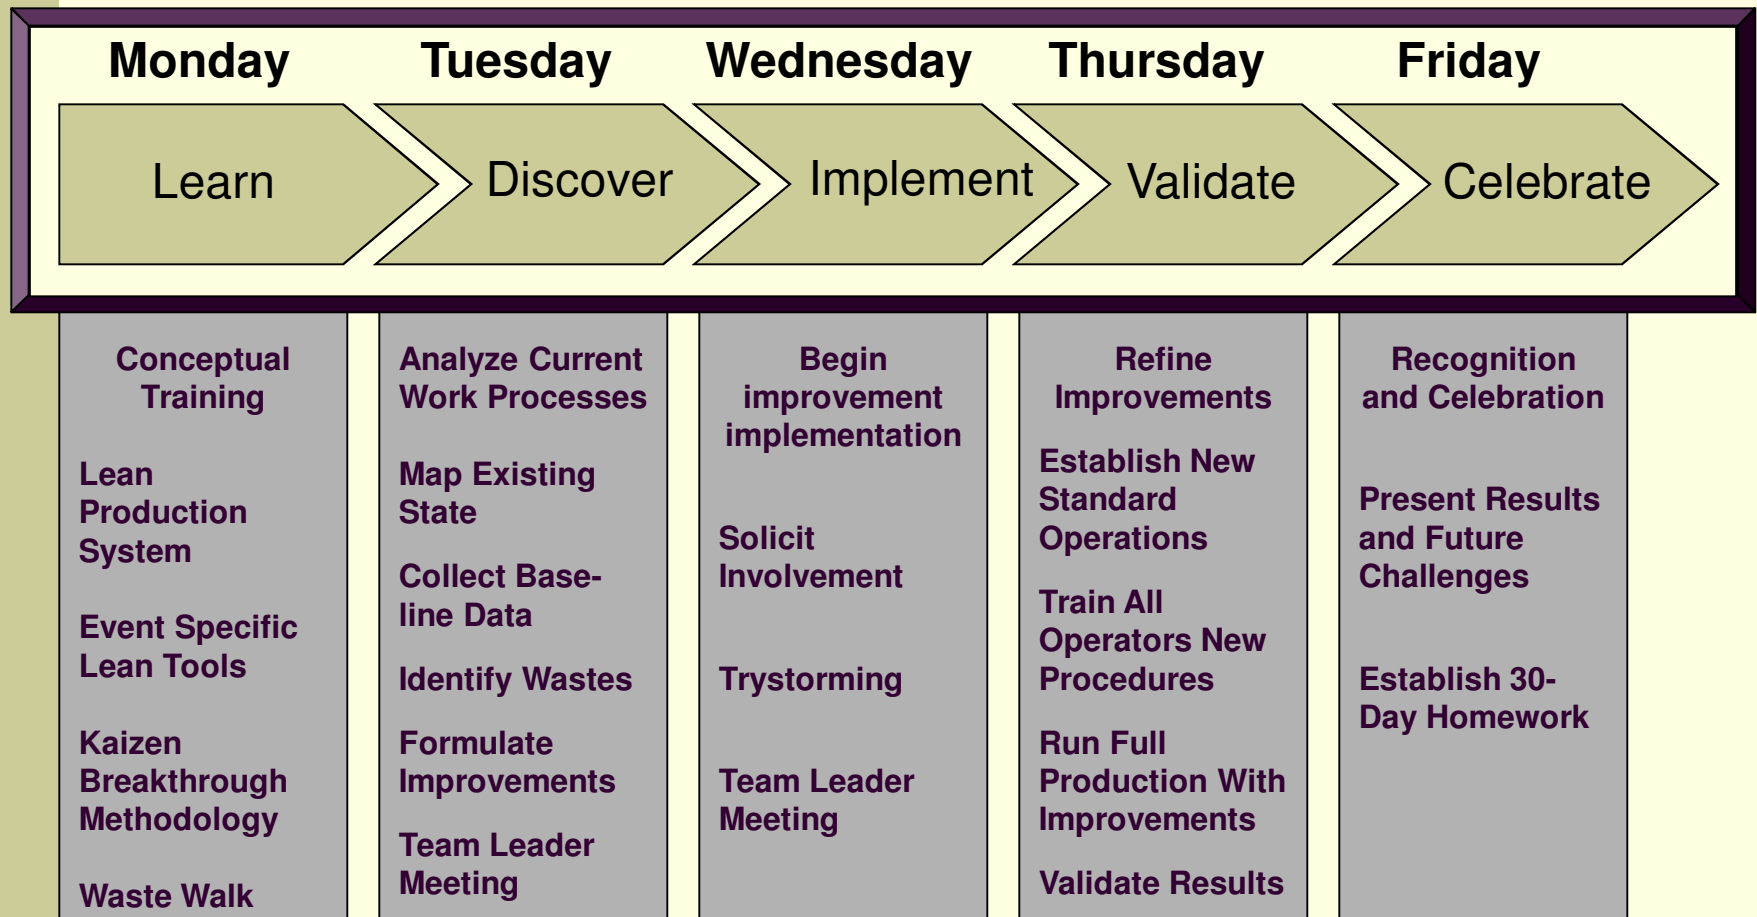 Monday
Tuesday
Wednesday
Thursday
Friday
Learn
Discover
Implement
Validate
Celebrate
Conceptual
Training
Lean
Production
System
Event Specific
Lean Tools
Kaizen
Breakthrough
Methodology
Waste Walk
Analyze Current
Work Processes
Map Existing
State
Collect Base-
line Data
Identify Wastes
Formulate
Improvements
Team Leader
Meeting
Begin
improvement
implementation
Solicit
Involvement
Trystorming
Team Leader
Meeting
Refine
Improvements
Establish New
Standard
Operations
Train All
Operators New
Procedures
Run Full
Production With
Improvements
Validate Results
Recognition
and Celebration
Present Results
and Future
Challenges
Establish 30-
Day Homework